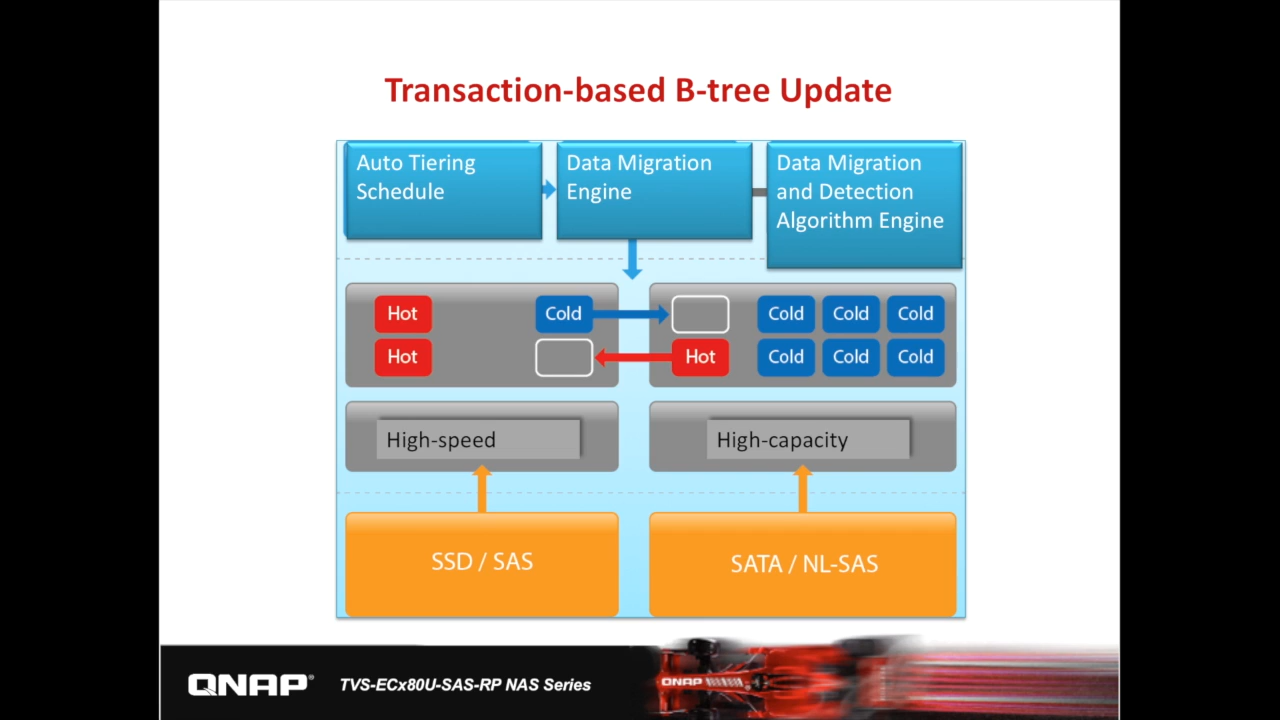 Transaction-based B-tree Update
Auto Tiering
Schedule
Data Migration
Engine
Data Migration
and Detection
Algorithm Engine
Hot
Cold
Cold
Cold
Cold
Hot
Hot
Cold
Cold
Cold
High-speed
High-capacity
SSD / SAS
SATA / NL-SAS
QNAP®
TVS-ECx80U-SAS-RP NAS Series
QNAP